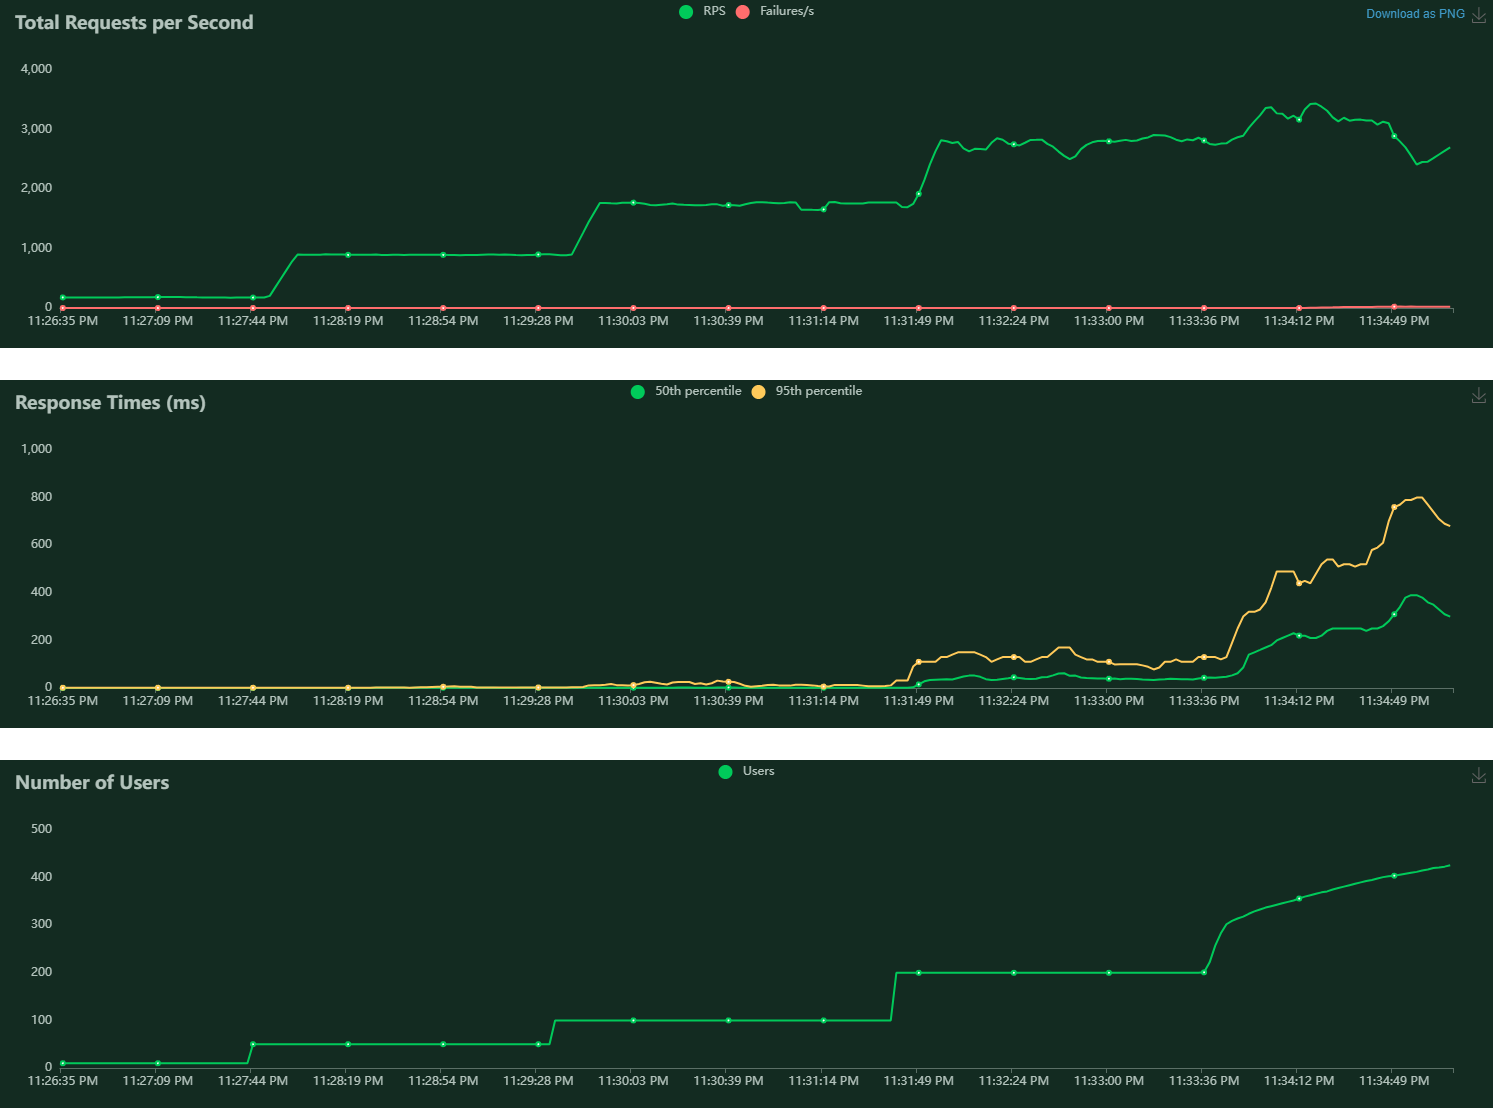 Total Requests per Second
RPS Failures/s
Download as PNG
4,000
3,000
2,000
1,000
0
11:26:35 PM 11:27:09 PM 11:27:44 PM 11:28:19 PM 11:28:54 PM 11:29:28 PM 11:30:03 PM 11:30:39 PM 11:31:14 PM 11:31:49 PM 11:32:24 PM 11:33:00 PM 11:33:36 PM 11:34:12 PM 11:34:49 PM
Response Times (ms)
50th percentile 95th percentile
1,000
800
600
400
200
0
11:26:35 PM 11:27:09 PM 11:27:44 PM 11:28:19 PM 11:28:54 PM 11:29:28 PM 11:30:03 PM 11:30:39 PM 11:31:14 PM 11:31:49 PM 11:32:24 PM 11:33:00 PM 11:33:36 PM 11:34:12 PM 11:34:49 PM
Number of Users
Users
500
400
300
200
100
0
11:26:35 PM 11:27:09 PM 11:27:44 PM 11:28:19 PM 11:28:54 PM 11:29:28 PM 11:30:03 PM 11:30:39 PM 11:31:14 PM 11:31:49 PM 11:32:24 PM 11:33:00 PM 11:33:36 PM 11:34:12 PM 11:34:49 PM